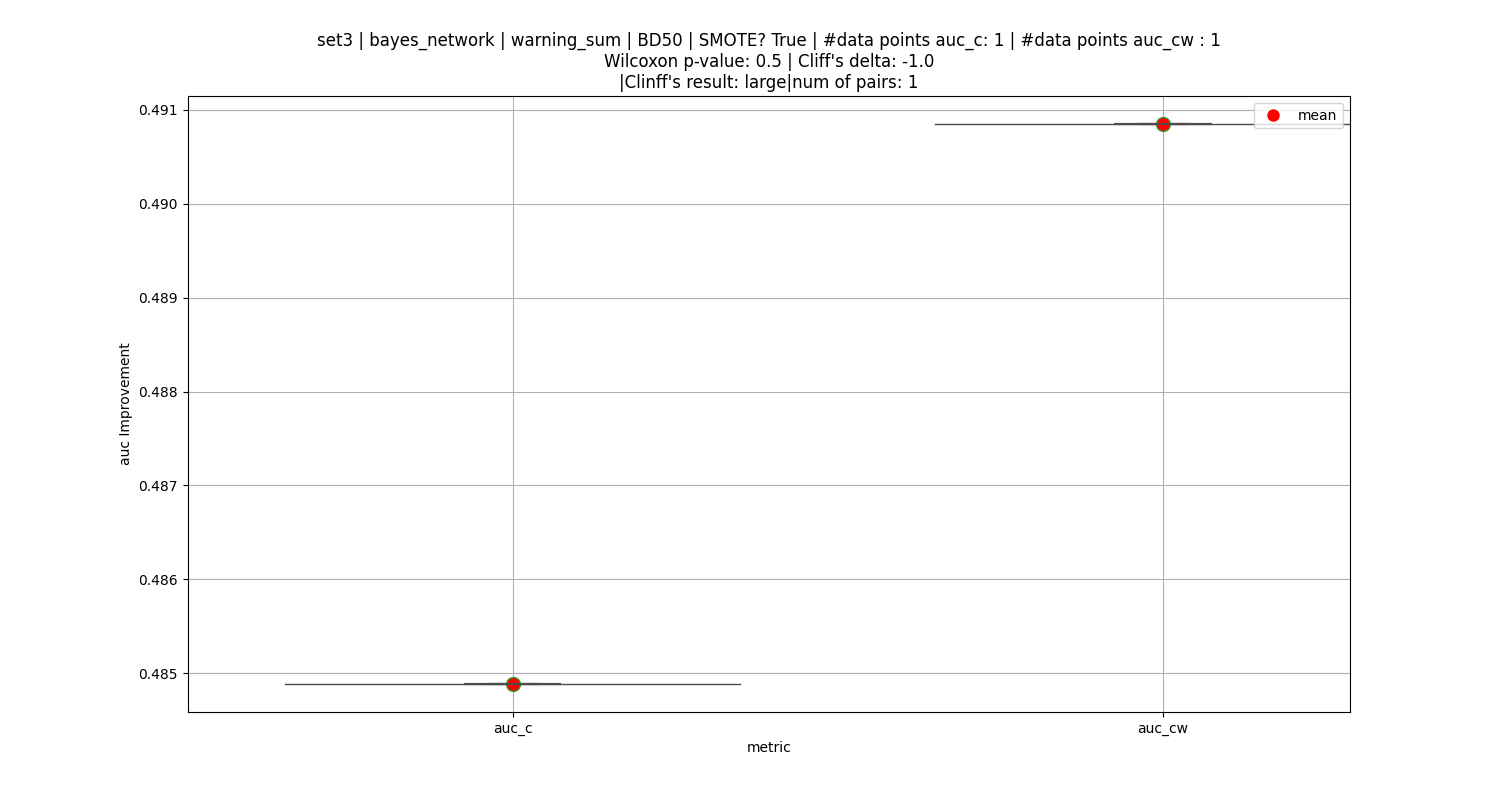 set3 | bayes_network | warning_sum | BD50 | SMOTE? True | #data points auc_c: 1 | #data points auc_cw : 1
Wilcoxon p-value: 0.5 | Cliff's delta: -1.0
|Clinff's result: large|num of pairs: 1
0.491
mean
0.490
0.489
0.488
auc Improvement
0.487
0.486
0.485
auc_c
auc_cw
metric